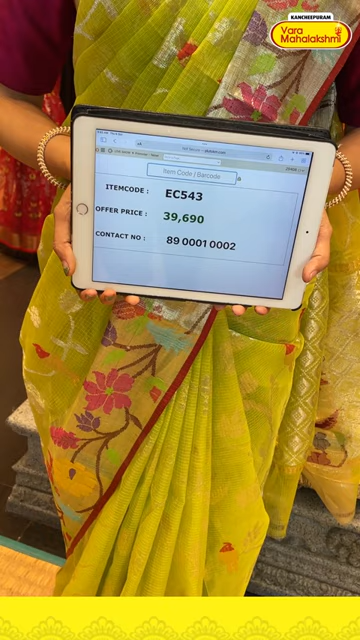 KANCHEEPURAM
Vara
Mahalakshmi
Item Code / Barcode
ITEMCODE : EC543
OFFER PRICE : 39,690
CONTACT NO : 89 0001 0002